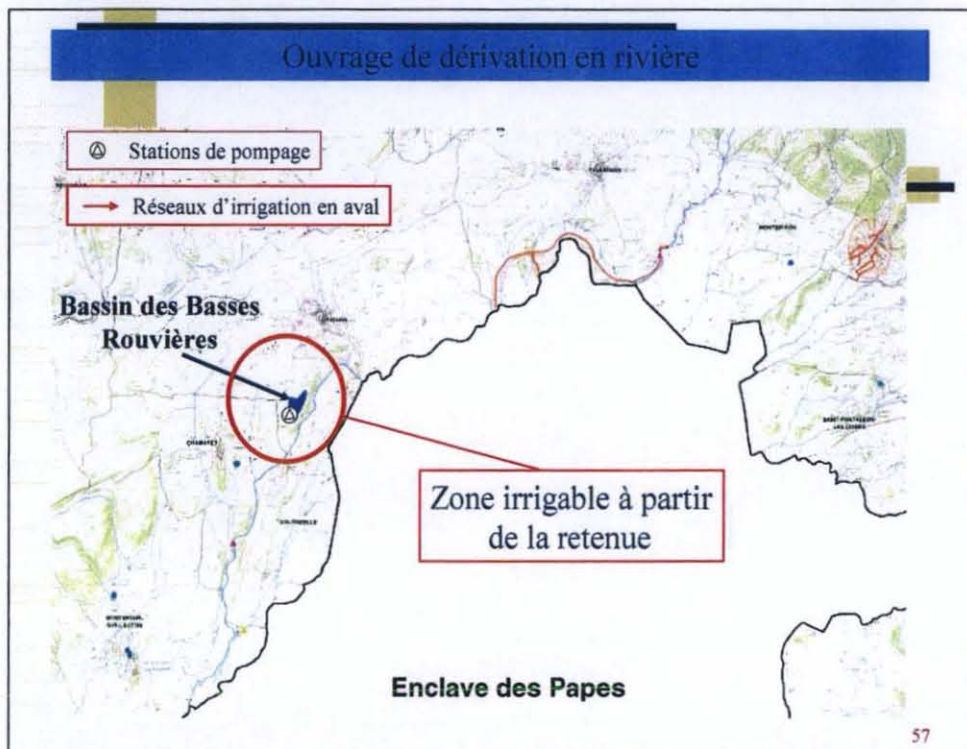 Ouvrage de dérivation en rivière
Stations de pompage
Réseaux d'irrigation en aval
Bassin des Basses
Rouvières
Zone irrigable à partir
de la retenue
Enclave des Papes
57